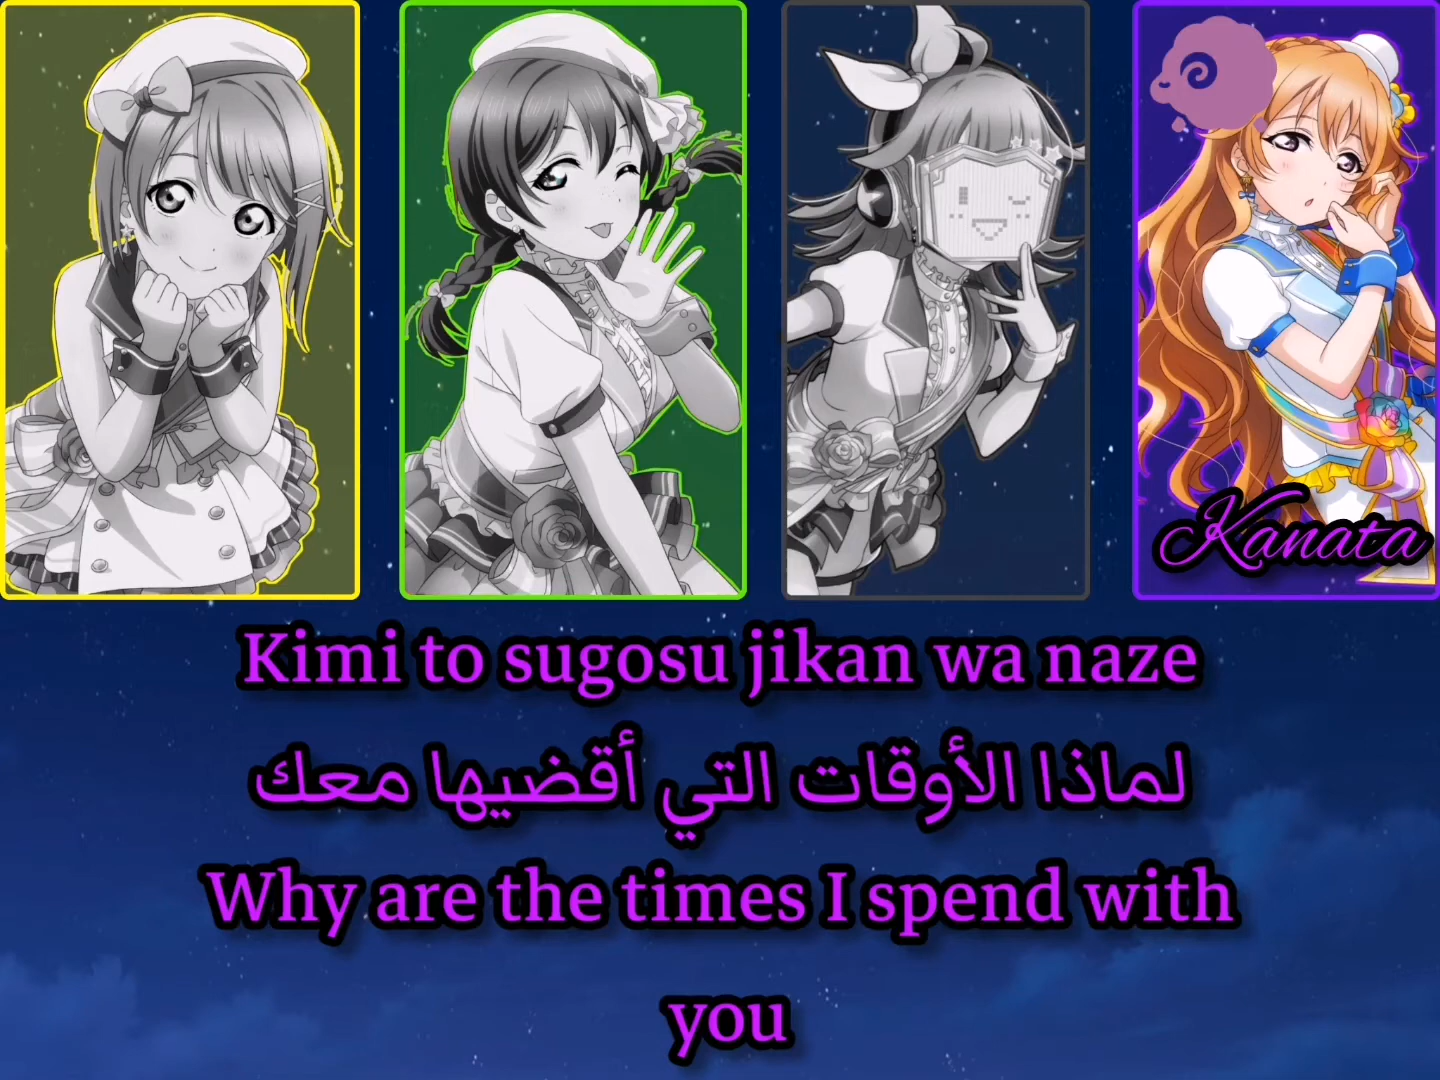 Kanata
Kimi to sugosu jikan wa naze
لماذا الأوقات التي أقضيها معك
Why are the times I spend with
you